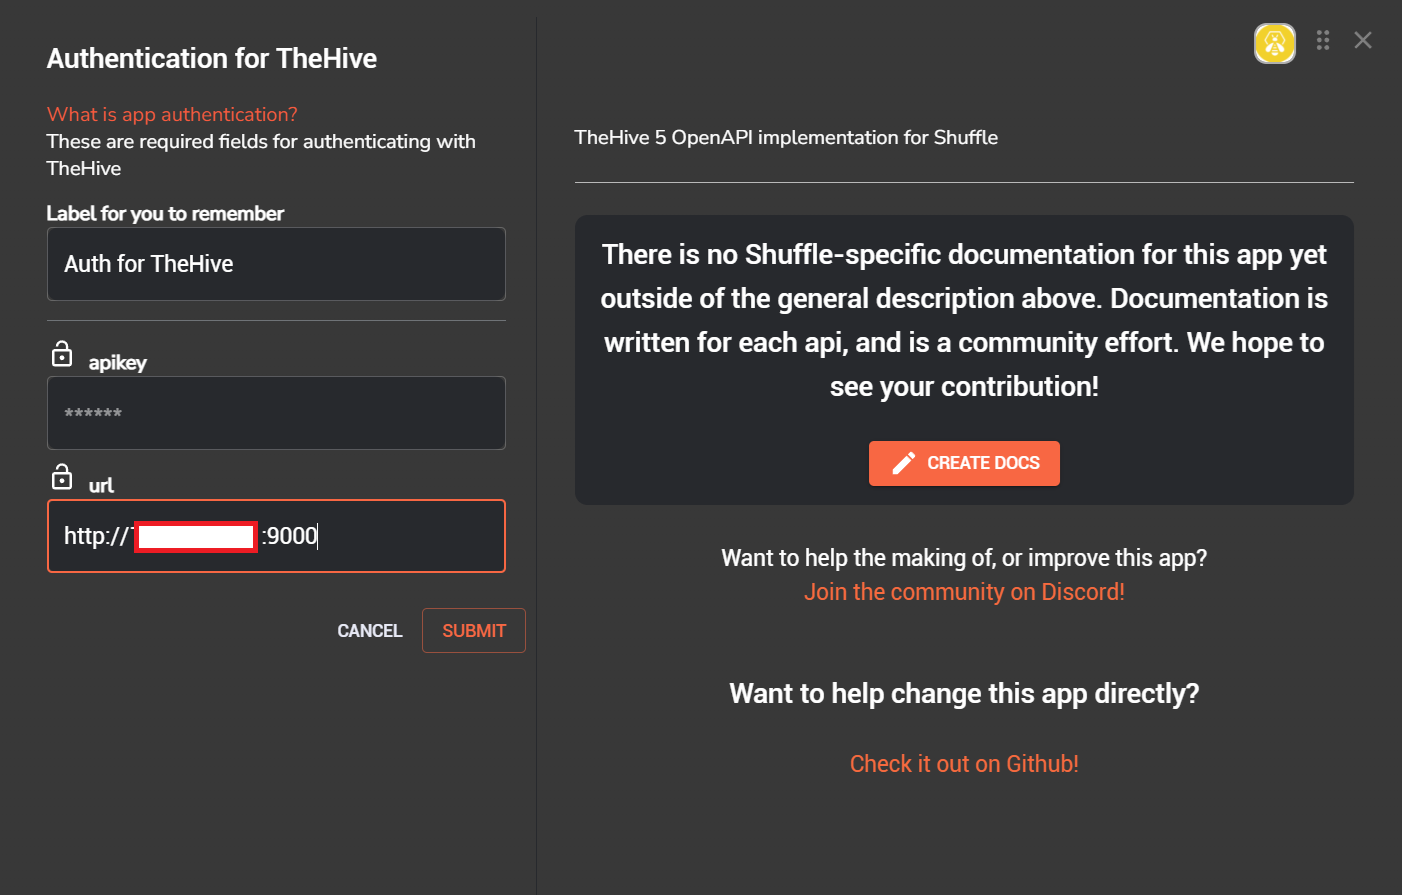 Authentication for TheHive
What is app authentication?
These are required fields for authenticating with
TheHive
Label for you to remember
Auth for TheHive
apikey
******
url
http:// :9000
CANCEL
SUBMIT
TheHive 5 OpenAPI implementation for Shuffle
There is no Shuffle-specific documentation for this app yet
outside of the general description above. Documentation is
written for each api, and is a community effort. We hope to
see your contribution!
CREATE DOCS
Want to help the making of, or improve this app?
Join the community on Discord!
Want to help change this app directly?
Check it out on Github!